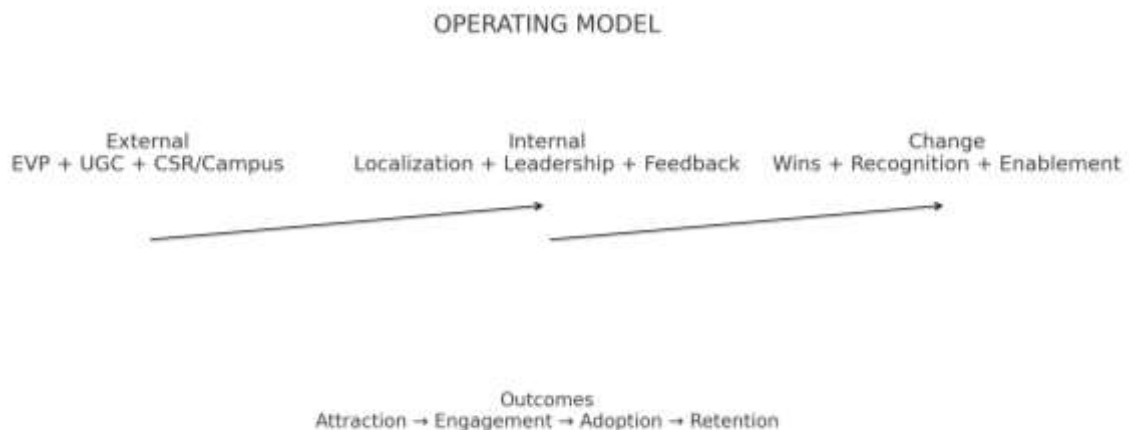 OPERATING MODEL
External
EVP + UGC + CSR/Campus
Internal
Localization + Leadership + Feedback
Change
Wins + Recognition + Enablement
Outcomes
Attraction → Engagement → Adoption → Retention